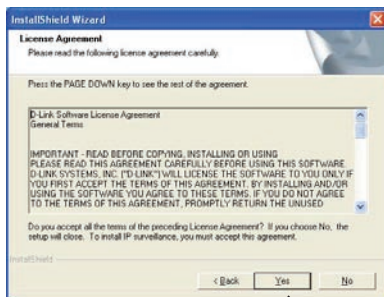 InstallShield Wizard
License Agreement
Please read the following license agreement carefully.
Press the PAGE DOWN key to see the rest of the agreement.
D-Link Software License Agreement
General Terms
IMPORTANT - READ BEFORE COPYING, INSTALLING OR USING
PLEASE READ THIS AGREEMENT CAREFULLY BEFORE USING THIS SOFTWARE.
D-LINK SYSTEMS, INC. ("D-LINK") WILL LICENSE THE SOFTWARE TO YOU ONLY IF
YOU FIRST ACCEPT THE TERMS OF THIS AGREEMENT. BY INSTALLING AND/OR
USING THE SOFTWARE YOU AGREE TO THESE TERMS. IF YOU DO NOT AGREE
TO THE TERMS OF THIS AGREEMENT, PROMPTLY RETURN THE UNUSED
Do you accept all the terms of the preceding License Agreement? If you choose No, the
setup will close. To install IP surveillance, you must accept this agreement.
InstallShield
< Back Yes No